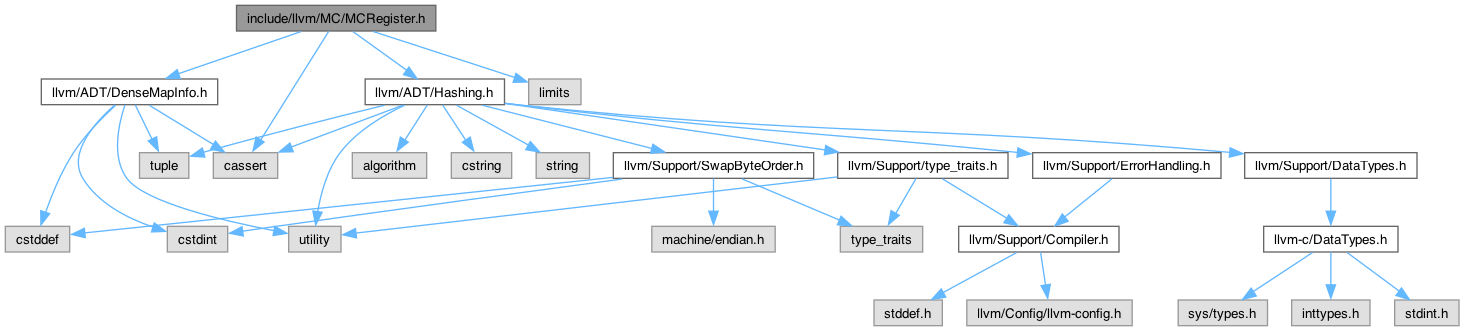 include/llvm/MC/MCRegister.h
llvm/ADT/DenseMapInfo.h
llvm/ADT/Hashing.h
limits
tuple
cassert
algorithm
cstring
string
llvm/Support/SwapByteOrder.h
llvm/Support/type_traits.h
llvm/Support/ErrorHandling.h
llvm/Support/DataTypes.h
cstddef
cstdint
utility
machine/endian.h
type_traits
llvm/Support/Compiler.h
llvm-c/DataTypes.h
stddef.h
llvm/Config/llvm-config.h
sys/types.h
inttypes.h
stdint.h